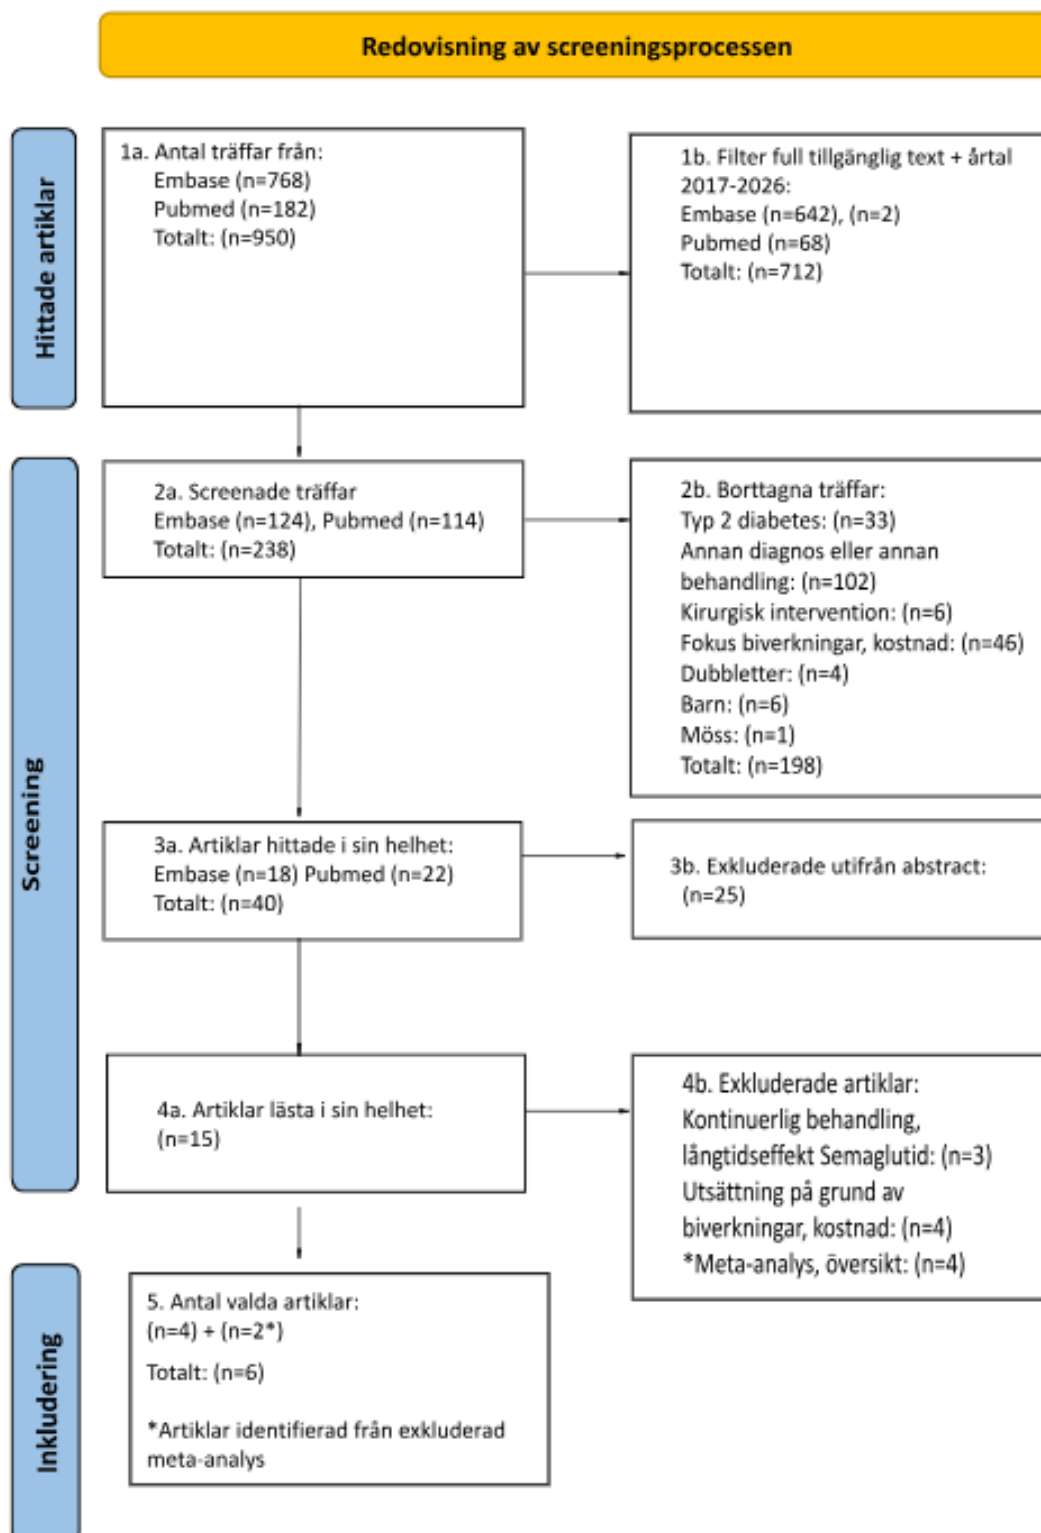 Redovisning av screeningsprocessen
Hittade artiklar
1a. Antal träffar från:
Embase (n=768)
Pubmed (n=182)
Totalt: (n=950)
1b. Filter full tillgänglig text + årtal
2017-2026:
Embase (n=642), (n=2)
Pubmed (n=68)
Totalt: (n=712)
Screening
2a. Screenade träffar
Embase (n=124), Pubmed (n=114)
Totalt: (n=238)
2b. Borttagna träffar:
Typ 2 diabetes: (n=33)
Annan diagnos eller annan
behandling: (n=102)
Kirurgisk intervention: (n=6)
Fokus biverkningar, kostnad: (n=46)
Dubbletter: (n=4)
Barn: (n=6)
Möss: (n=1)
Totalt: (n=198)
3a. Artiklar hittade i sin helhet:
Embase (n=18) Pubmed (n=22)
Totalt: (n=40)
3b. Exkluderade utifrån abstract:
(n=25)
4a. Artiklar lästa i sin helhet:
(n=15)
4b. Exkluderade artiklar:
Kontinuerlig behandling,
långtidseffekt Semaglutid: (n=3)
Utsättning på grund av
biverkningar, kostnad: (n=4)
*Meta-analys, översikt: (n=4)
Inkludering
5. Antal valda artiklar:
(n=4) + (n=2*)
Totalt: (n=6)
*Artiklar identifierad från exkluderad
meta-analys